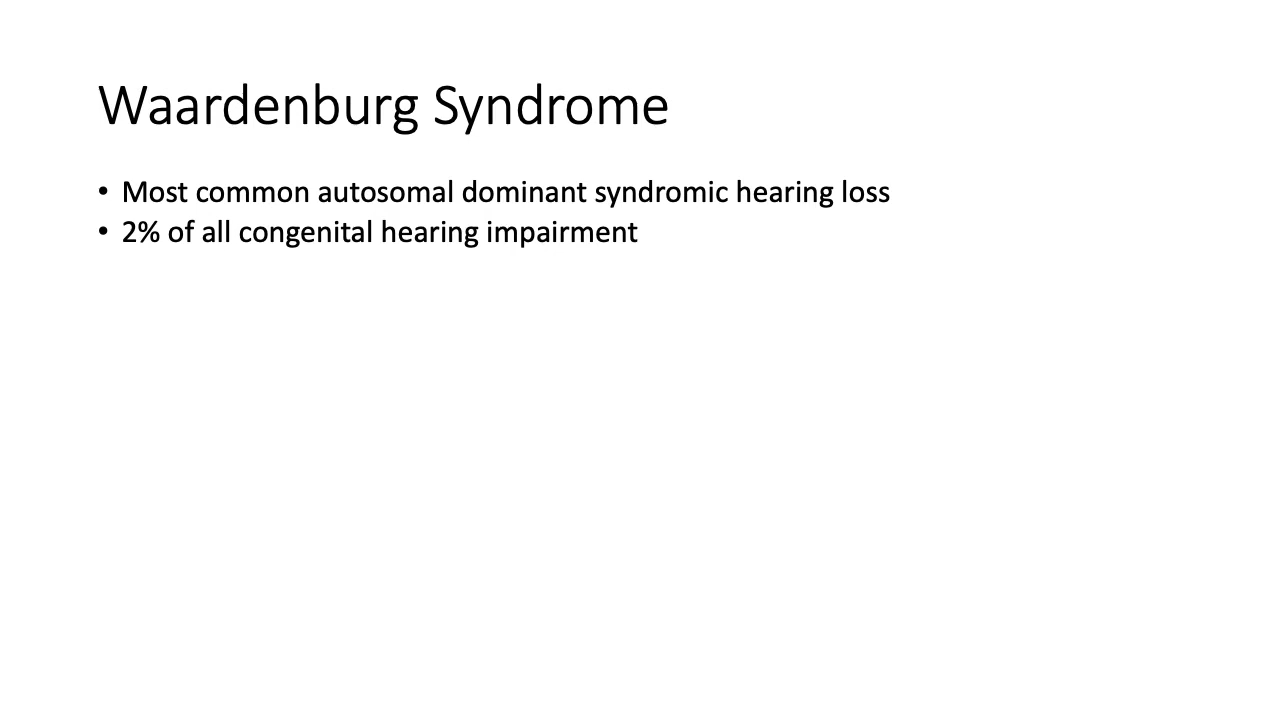 Waardenburg Syndrome
• Most common autosomal dominant syndromic hearing loss
• 2% of all congenital hearing impairment